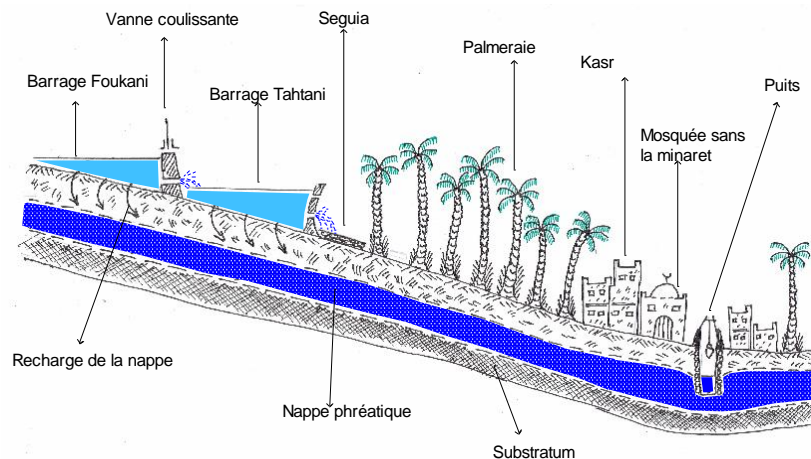 Vanne coulissante
Seguia
Palmeraie
Kasr
Puits
Barrage Foukani
Barrage Tahtani
Mosquée sans
la minaret
Recharge de la nappe
Nappe phréatique
Substratum